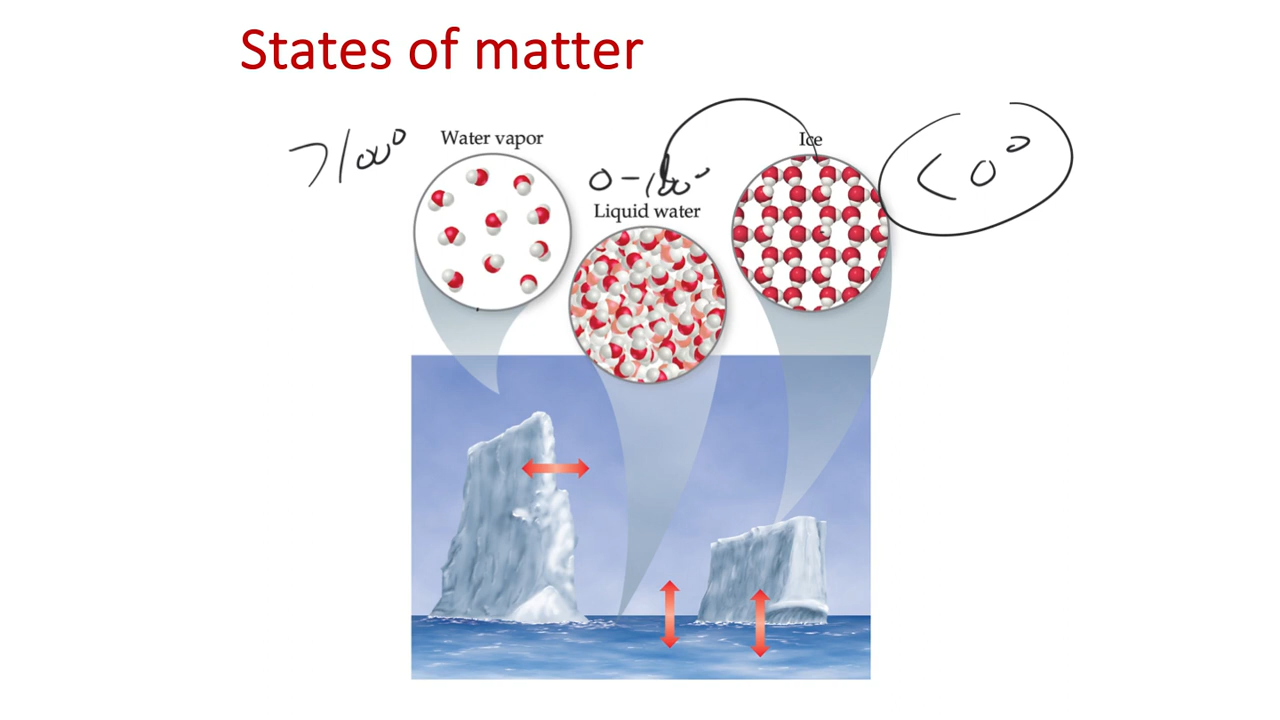 States of matter
>100°
Water vapor
0-100°
Liquid water
Ice
<0°